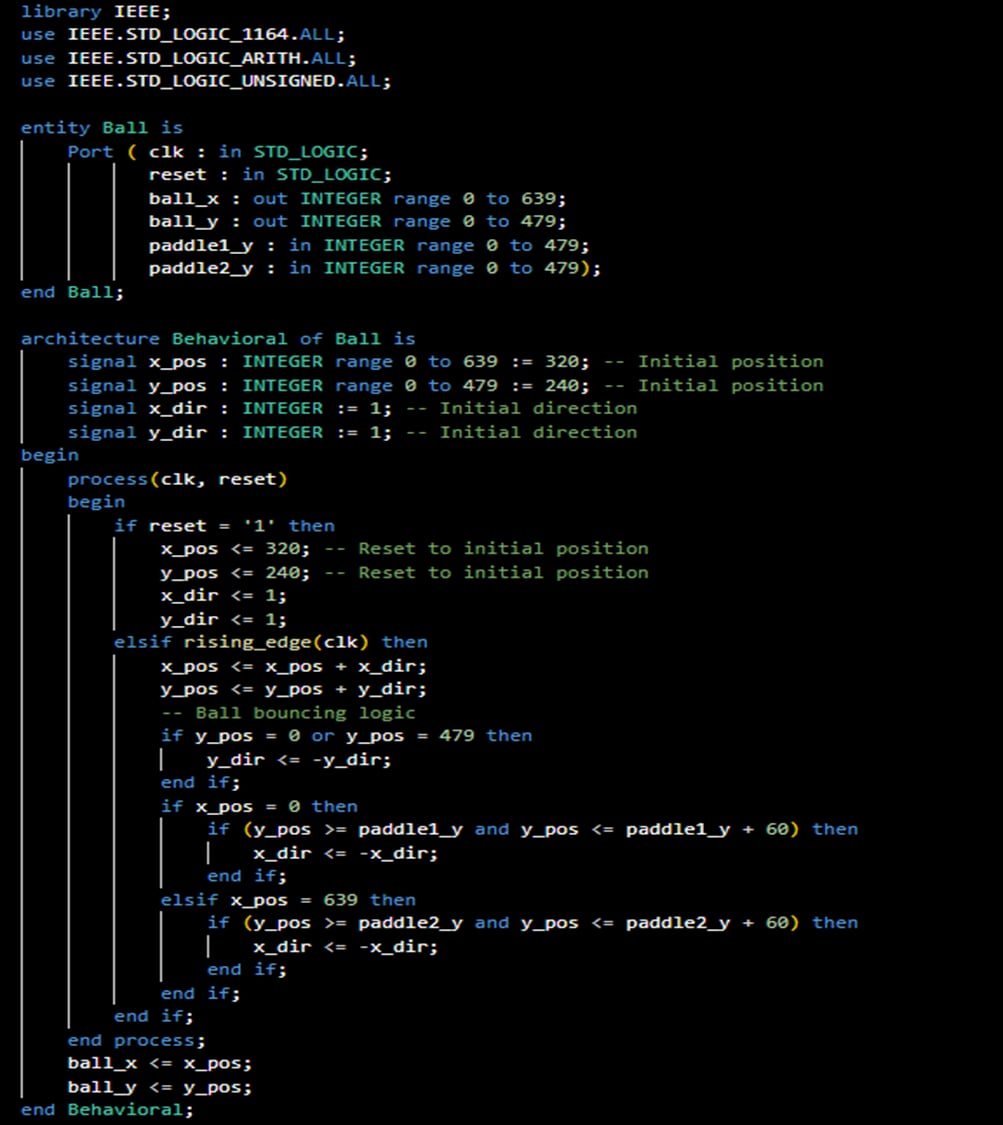 library IEEE;
use IEEE.STD_LOGIC_1164.ALL;
use IEEE.STD_LOGIC_ARITH.ALL;
use IEEE.STD_LOGIC_UNSIGNED.ALL;

entity Ball is
    Port ( clk : in STD_LOGIC;
           reset : in STD_LOGIC;
           ball_x : out INTEGER range 0 to 639;
           ball_y : out INTEGER range 0 to 479;
           paddle1_y : in INTEGER range 0 to 479;
           paddle2_y : in INTEGER range 0 to 479);
end Ball;

architecture Behavioral of Ball is
    signal x_pos : INTEGER range 0 to 639 := 320; -- Initial position
    signal y_pos : INTEGER range 0 to 479 := 240; -- Initial position
    signal x_dir : INTEGER := 1; -- Initial direction
    signal y_dir : INTEGER := 1; -- Initial direction
begin
    process(clk, reset)
    begin
        if reset = '1' then
            x_pos <= 320; -- Reset to initial position
            y_pos <= 240; -- Reset to initial position
            x_dir <= 1;
            y_dir <= 1;
        elsif rising_edge(clk) then
            x_pos <= x_pos + x_dir;
            y_pos <= y_pos + y_dir;
            -- Ball bouncing logic
            if y_pos = 0 or y_pos = 479 then
                y_dir <= -y_dir;
            end if;
            if x_pos = 0 then
                if (y_pos >= paddle1_y and y_pos <= paddle1_y + 60) then
                    x_dir <= -x_dir;
                end if;
            elsif x_pos = 639 then
                if (y_pos >= paddle2_y and y_pos <= paddle2_y + 60) then
                    x_dir <= -x_dir;
                end if;
            end if;
        end if;
    end process;
    ball_x <= x_pos;
    ball_y <= y_pos;
end Behavioral;